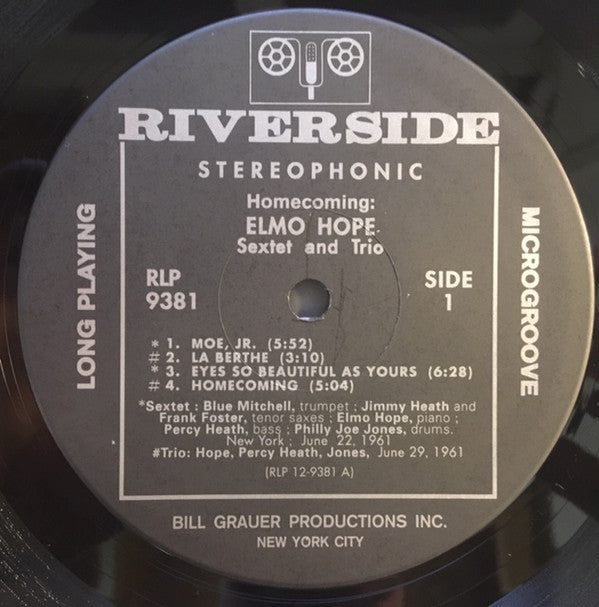 RIVERSIDE
STEREOPHONIC
Homecoming:
ELMO HOPE
Sextet and Trio
LONG PLAYING
MICROGROOVE
RLP
9381
SIDE
1
* 1. MOE, JR. (5:52)
# 2. LA BERTHE (3:10)
* 3. EYES SO BEAUTIFUL AS YOURS (6:28)
# 4. HOMECOMING (5:04)
*Sextet : Blue Mitchell, trumpet ; Jimmy Heath and
Frank Foster, tenor saxes ; Elmo Hope, piano ;
Percy Heath, bass ; Philly Joe Jones, drums.
New York ; June 22, 1961
#Trio: Hope, Percy Heath, Jones, June 29, 1961
(RLP 12-9381 A)
BILL GRAUER PRODUCTIONS INC.
NEW YORK CITY